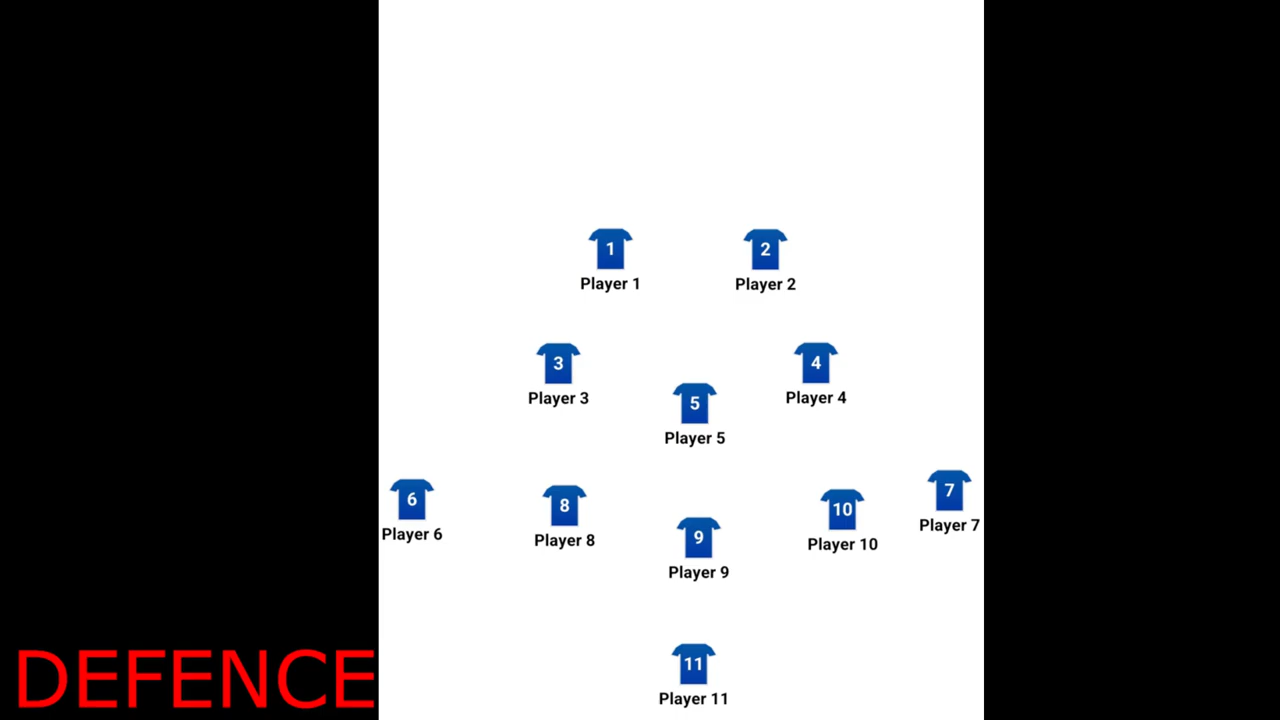 1 2
Player 1 Player 2
3 4
Player 3 Player 4
5
Player 5
6 8 9 10 7
Player 6 Player 8 Player 9 Player 10 Player 7
11
Player 11
DEFENCE